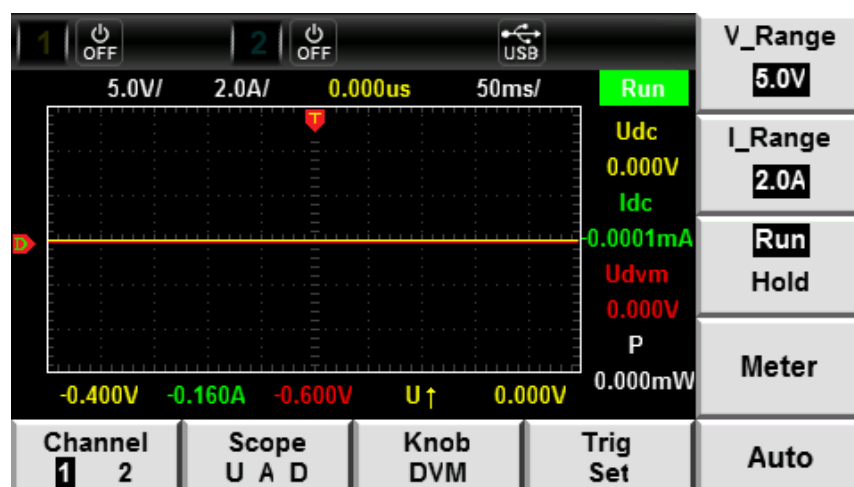 1 OFF 2 OFF USB
5.0V/ 2.0A/ 0.000us 50ms/ Run
T
Udc
0.000V
Idc
D
-0.0001mA
Udvm
0.000V
P
0.000mW
-0.400V -0.160A -0.600V U↑ 0.000V
V_Range
5.0V
I_Range
2.0A
Run
Hold
Meter
Auto
Channel
1 2
Scope
U A D
Knob
DVM
Trig
Set